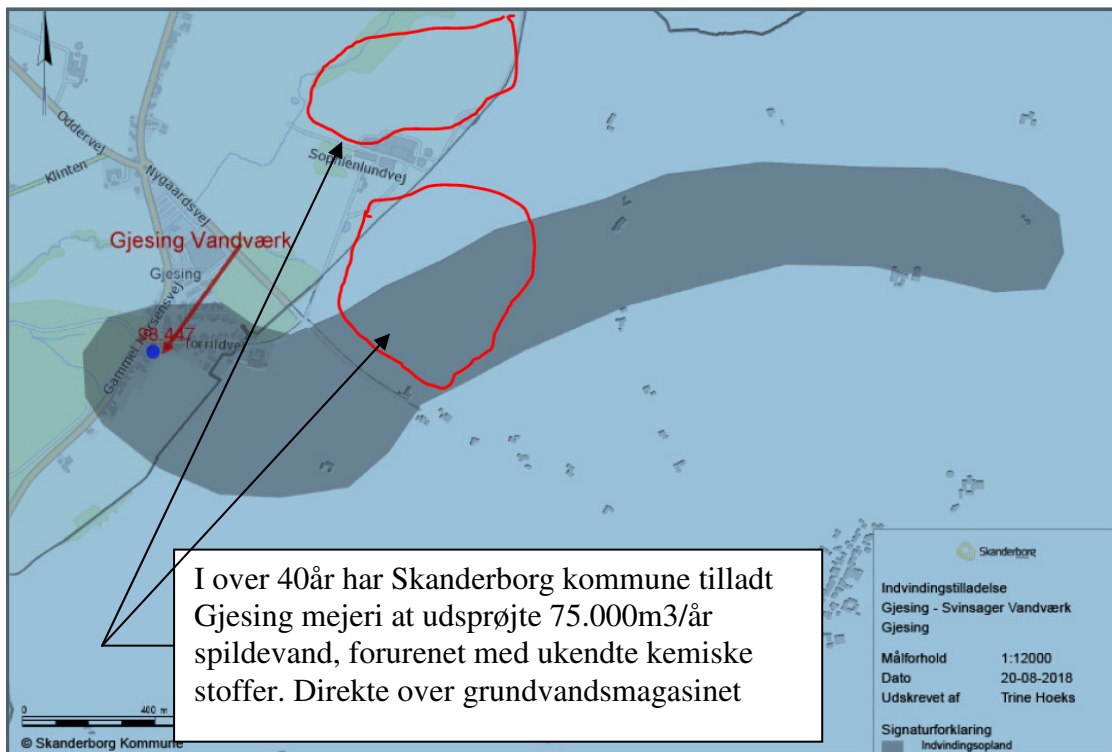 Oddervej
Klinten
Nygaardsvej
Sophienlundvej
Gjesing Vandværk
Gjesing
98.447
Torrildvej
I over 40år har Skanderborg kommune tilladt
Gjesing mejeri at udsprøjte 75.000m3/år
spildevand, forurenet med ukendte kemiske
stoffer. Direkte over grundvandsmagasinet
0 400 m
© Skanderborg Kommune
Skanderborg
Indvindingstilladelse
Gjesing - Svinsager Vandværk
Gjesing
Målforhold 1:12000
Dato 20-08-2018
Udskrevet af Trine Hoeks
Signaturforklaring
Indvindingsopland